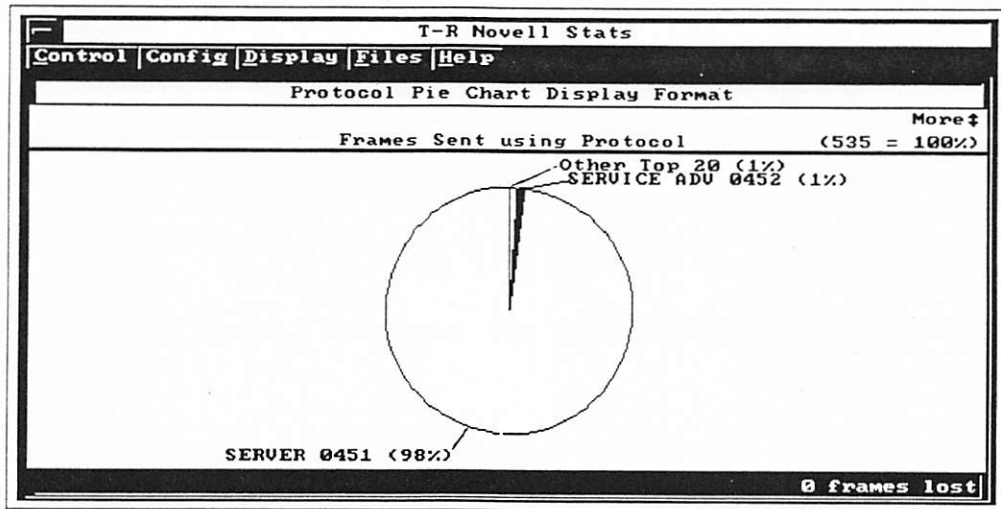 T-R Novell Stats
Control Config Display Files Help
Protocol Pie Chart Display Format
More↕
Frames Sent using Protocol (535 = 100%)
Other Top 20 (1%)
SERVICE ADV 0452 (1%)
SERVER 0451 (98%)
0 frames lost